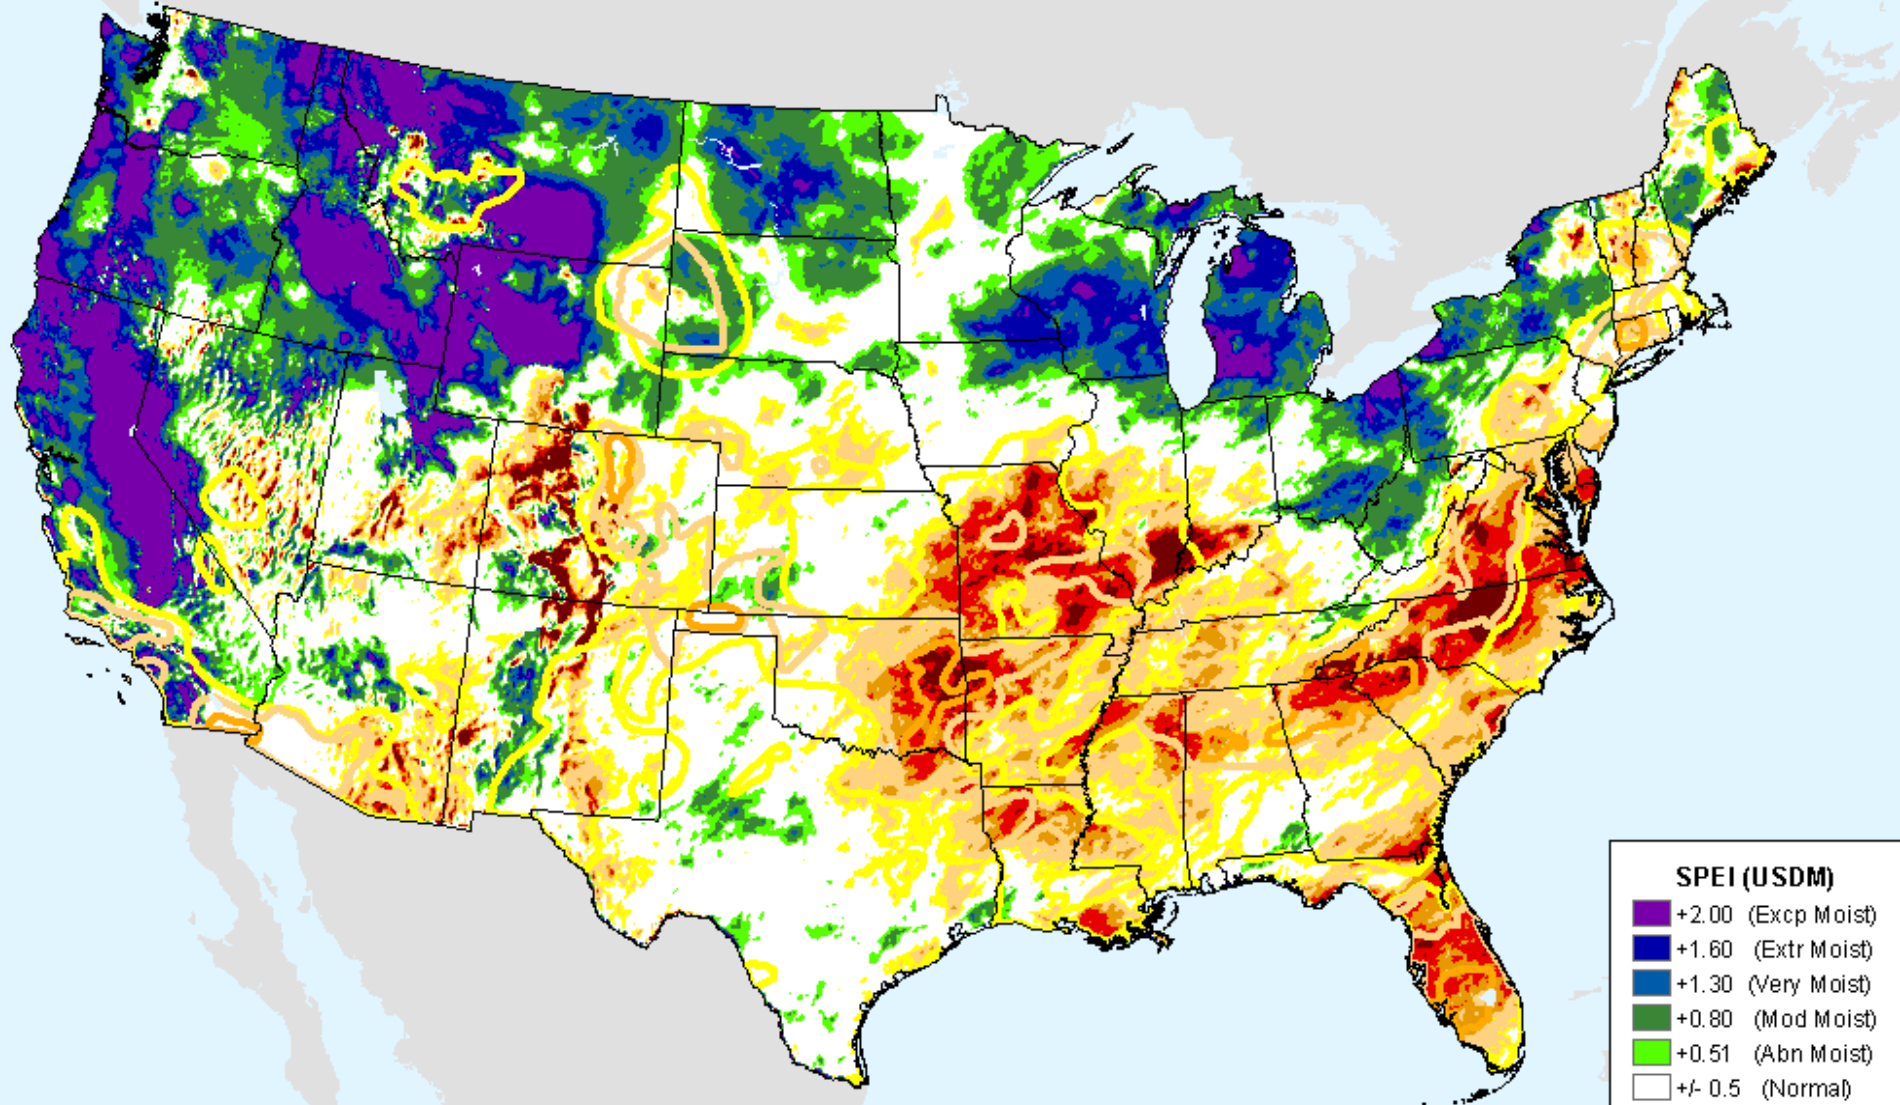 SPEI (USDM)
+2.00 (Excp Moist)
+1.60 (Extr Moist)
+1.30 (Very Moist)
+0.80 (Mod Moist)
+0.51 (Abn Moist)
+/- 0.5 (Normal)